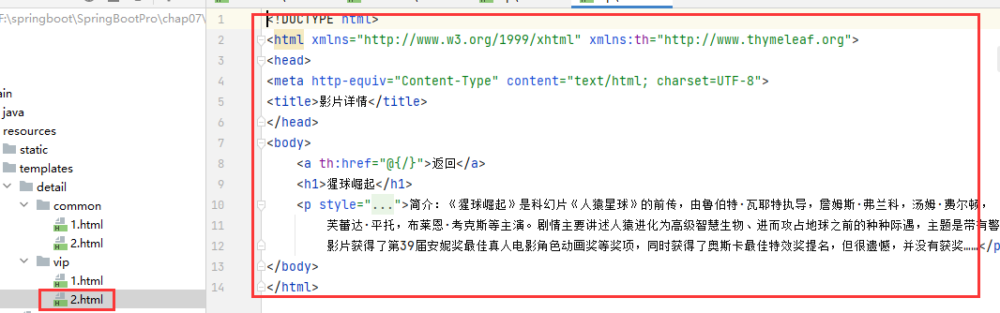 F:\springboot\SpringBootPro\chap07\
ain
java
resources
static
templates
detail
common
1.html
2.html
vip
1.html
2.html
1 <!DOCTYPE html>
2 <html xmlns="http://www.w3.org/1999/xhtml" xmlns:th="http://www.thymeleaf.org">
3 <head>
4 <meta http-equiv="Content-Type" content="text/html; charset=UTF-8">
5 <title>影片详情</title>
6 </head>
7 <body>
8 <a th:href="@{/}">返回</a>
9 <h1>猩球崛起</h1>
10 <p style="...">简介：《猩球崛起》是科幻片《人猿星球》的前传，由鲁伯特·瓦耶特执导，詹姆斯·弗兰科，汤姆·费尔顿，
11 芙蕾达·平托，布莱恩·考克斯等主演。剧情主要讲述人猿进化为高级智慧生物、进而攻占地球之前的种种际遇，主题是带有警
12 影片获得了第39届安妮奖最佳真人电影角色动画奖等奖项，同时获得了奥斯卡最佳特效奖提名，但很遗憾，并没有获奖……</p
13 </body>
14 </html>